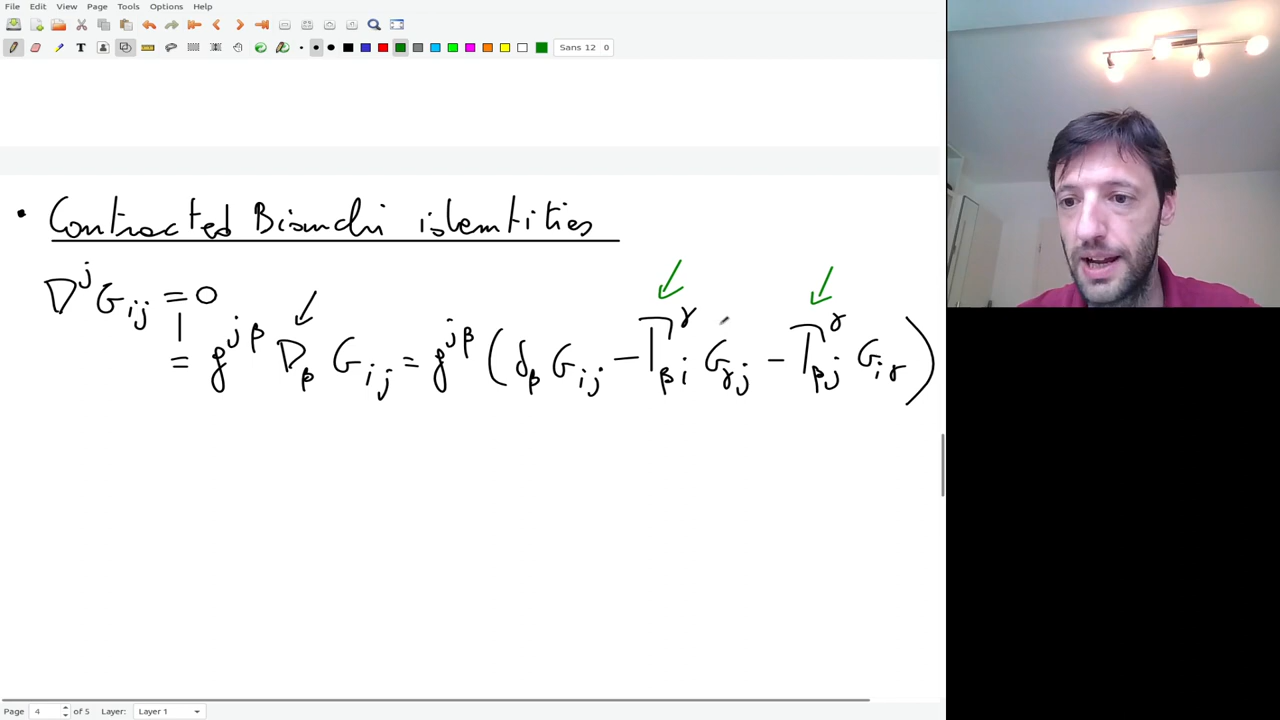 File Edit View Page Tools Options Help
Sans 12 0
• Contracted Bianchi identities
D^j G_ij = 0
= g^jβ D_β G_ij = g^jβ (∂_β G_ij − Γ^γ_βi G_γj − Γ^γ_βj G_iγ)
Page 4 of 5 Layer: Layer 1